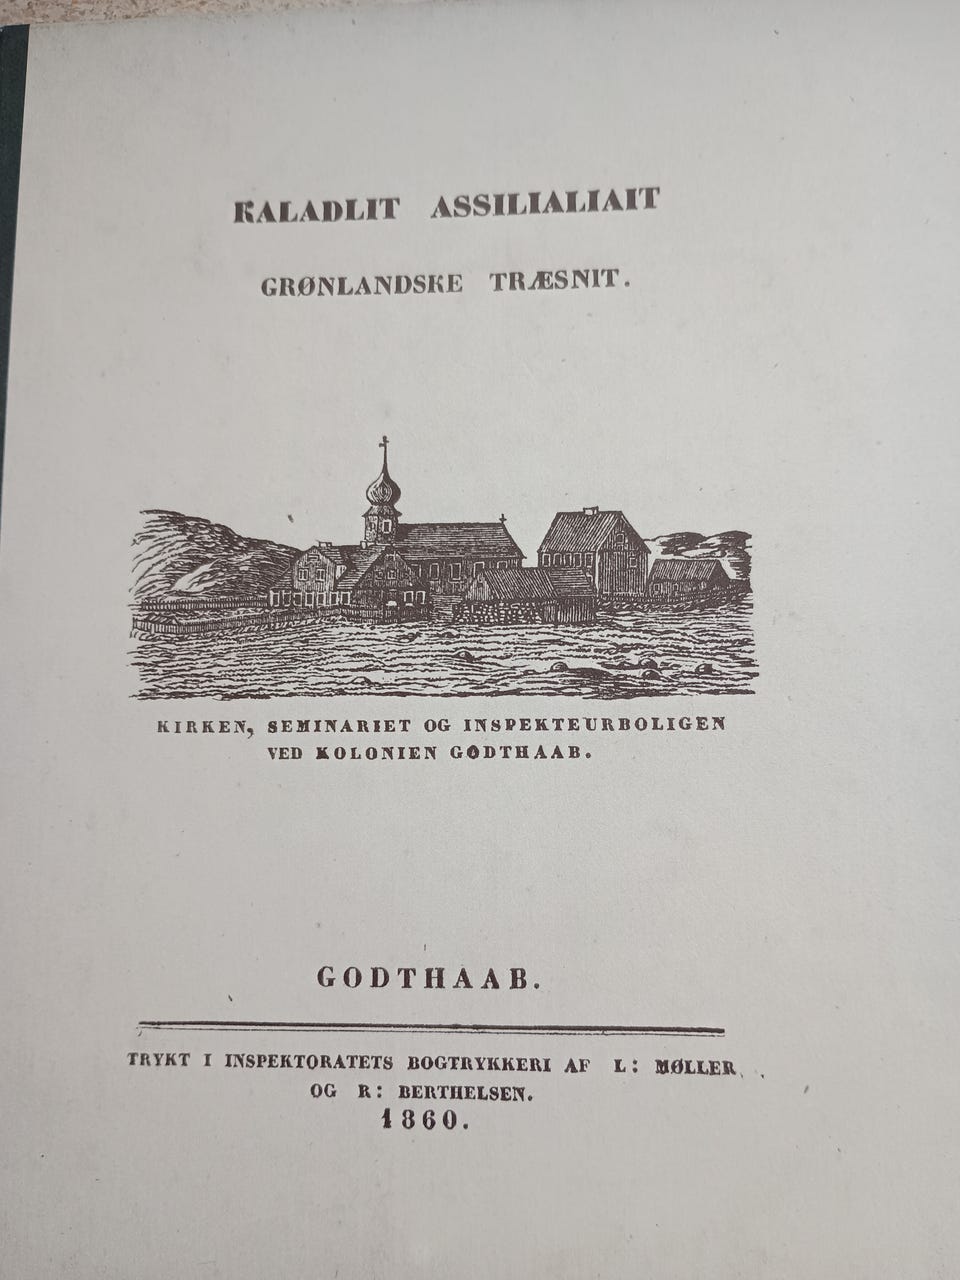 KALADLIT ASSILIALIAIT
GRØNLANDSKE TRÆSNIT.
KIRKEN, SEMINARIET OG INSPEKTEURBOLIGEN
VED KOLONIEN GODTHAAB.
GODTHAAB.
TRYKT I INSPEKTORATETS BOGTRYKKERI AF L: MØLLER
OG R: BERTHELSEN.
1860.